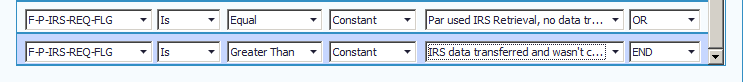 F-P-IRS-REQ-FLG Is Equal Constant Par used IRS Retrieval, no data tr... OR
F-P-IRS-REQ-FLG Is Greater Than Constant IRS data transferred and wasn't c... END